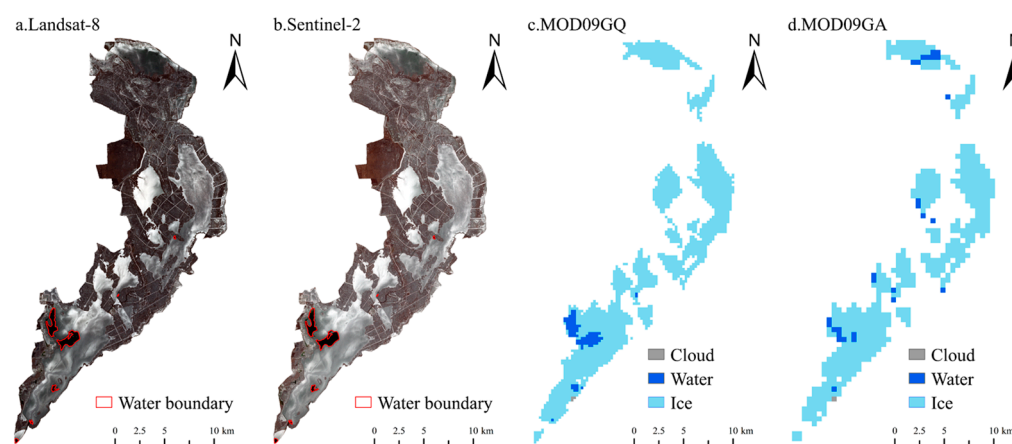 a.Landsat-8
b.Sentinel-2
c.MOD09GQ
d.MOD09GA
N
N
N
N
Cloud
Water
Ice
Cloud
Water
Ice
Water boundary
Water boundary
0 2.5 5 10 km
0 2.5 5 10 km
0 2.5 5 10 km
0 2.5 5 10 km